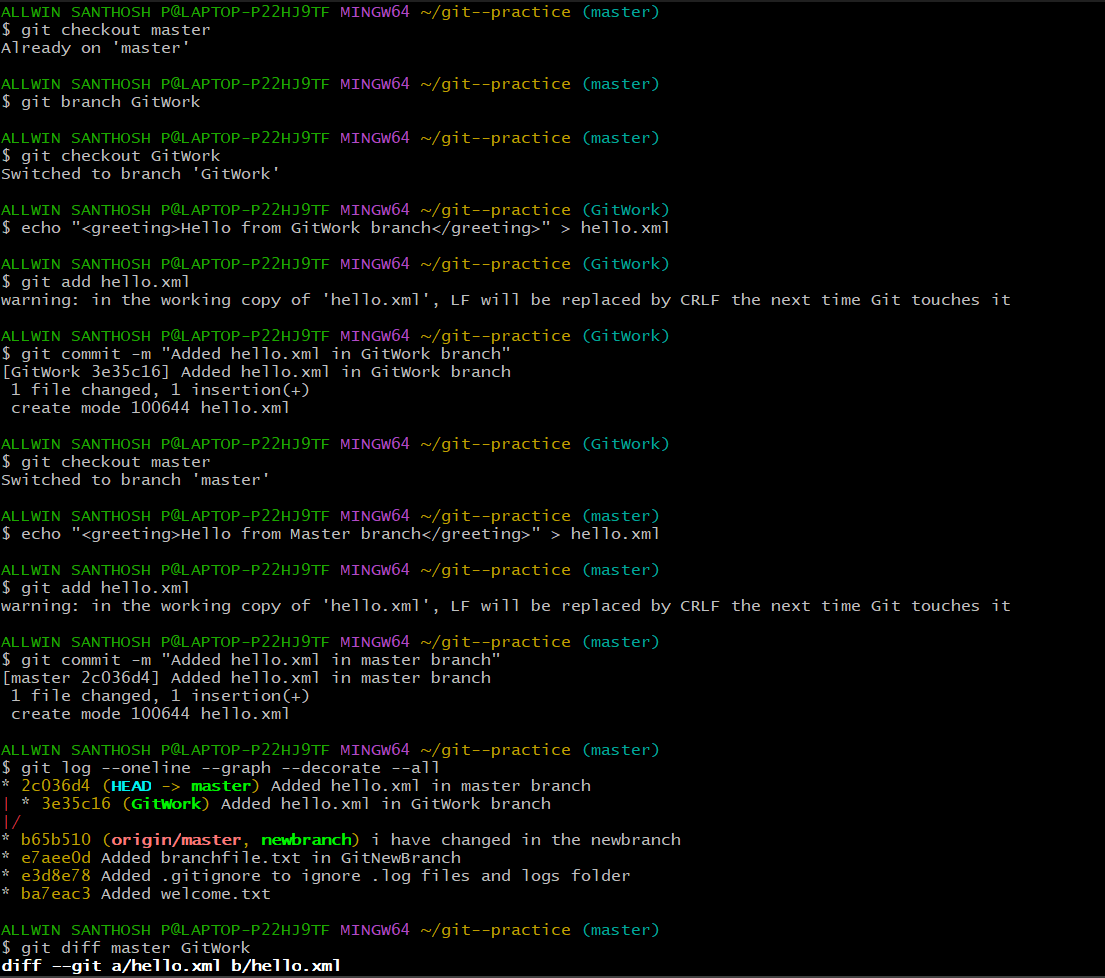 ALLWIN SANTHOSH P@LAPTOP-P22HJ9TF MINGW64 ~/git--practice (master)
$ git checkout master
Already on 'master'
ALLWIN SANTHOSH P@LAPTOP-P22HJ9TF MINGW64 ~/git--practice (master)
$ git branch GitWork
ALLWIN SANTHOSH P@LAPTOP-P22HJ9TF MINGW64 ~/git--practice (master)
$ git checkout GitWork
Switched to branch 'GitWork'
ALLWIN SANTHOSH P@LAPTOP-P22HJ9TF MINGW64 ~/git--practice (GitWork)
$ echo "<greeting>Hello from GitWork branch</greeting>" > hello.xml
ALLWIN SANTHOSH P@LAPTOP-P22HJ9TF MINGW64 ~/git--practice (GitWork)
$ git add hello.xml
warning: in the working copy of 'hello.xml', LF will be replaced by CRLF the next time Git touches it
ALLWIN SANTHOSH P@LAPTOP-P22HJ9TF MINGW64 ~/git--practice (GitWork)
$ git commit -m "Added hello.xml in GitWork branch"
[GitWork 3e35c16] Added hello.xml in GitWork branch
 1 file changed, 1 insertion(+)
 create mode 100644 hello.xml
ALLWIN SANTHOSH P@LAPTOP-P22HJ9TF MINGW64 ~/git--practice (GitWork)
$ git checkout master
Switched to branch 'master'
ALLWIN SANTHOSH P@LAPTOP-P22HJ9TF MINGW64 ~/git--practice (master)
$ echo "<greeting>Hello from Master branch</greeting>" > hello.xml
ALLWIN SANTHOSH P@LAPTOP-P22HJ9TF MINGW64 ~/git--practice (master)
$ git add hello.xml
warning: in the working copy of 'hello.xml', LF will be replaced by CRLF the next time Git touches it
ALLWIN SANTHOSH P@LAPTOP-P22HJ9TF MINGW64 ~/git--practice (master)
$ git commit -m "Added hello.xml in master branch"
[master 2c036d4] Added hello.xml in master branch
 1 file changed, 1 insertion(+)
 create mode 100644 hello.xml
ALLWIN SANTHOSH P@LAPTOP-P22HJ9TF MINGW64 ~/git--practice (master)
$ git log --oneline --graph --decorate --all
* 2c036d4 (HEAD -> master) Added hello.xml in master branch
| * 3e35c16 (GitWork) Added hello.xml in GitWork branch
|/
* b65b510 (origin/master, newbranch) i have changed in the newbranch
* e7aee0d Added branchfile.txt in GitNewBranch
* e3d8e78 Added .gitignore to ignore .log files and logs folder
* ba7eac3 Added welcome.txt
ALLWIN SANTHOSH P@LAPTOP-P22HJ9TF MINGW64 ~/git--practice (master)
$ git diff master GitWork
diff --git a/hello.xml b/hello.xml